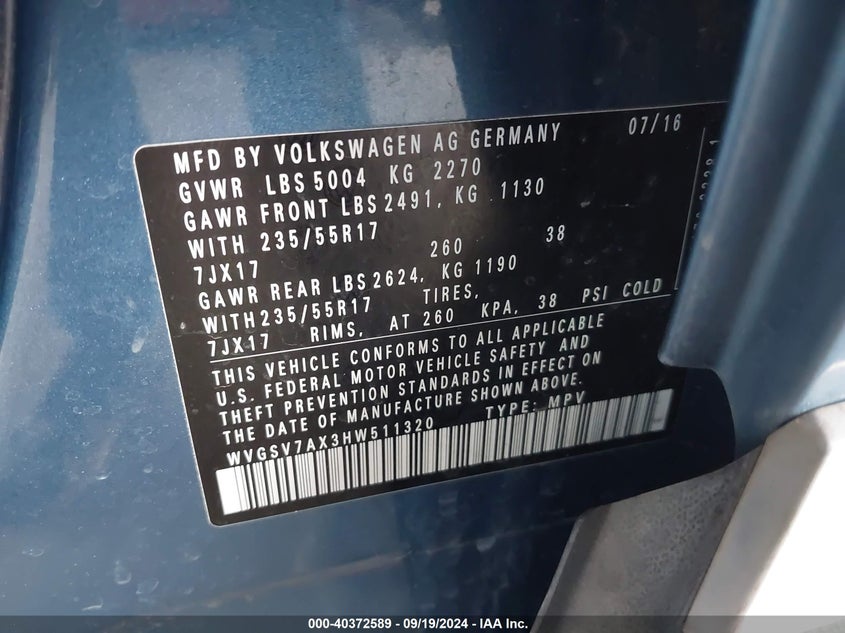 MFD BY VOLKSWAGEN AG GERMANY 07/16
GVWR LBS 5004 KG 2270
GAWR FRONT LBS 2491, KG 1130
WITH 235/55R17
7JX17 260 38
GAWR REAR LBS 2624, KG 1190
WITH 235/55R17 TIRES,
7JX17 RIMS, AT 260 KPA, 38 PSI COLD
THIS VEHICLE CONFORMS TO ALL APPLICABLE
U.S. FEDERAL MOTOR VEHICLE SAFETY AND
THEFT PREVENTION STANDARDS IN EFFECT ON
THE DATE OF MANUFACTURE SHOWN ABOVE.
WVGSV7AX3HW511320 TYPE: MPV
000-40372589 - 09/19/2024 - IAA Inc.